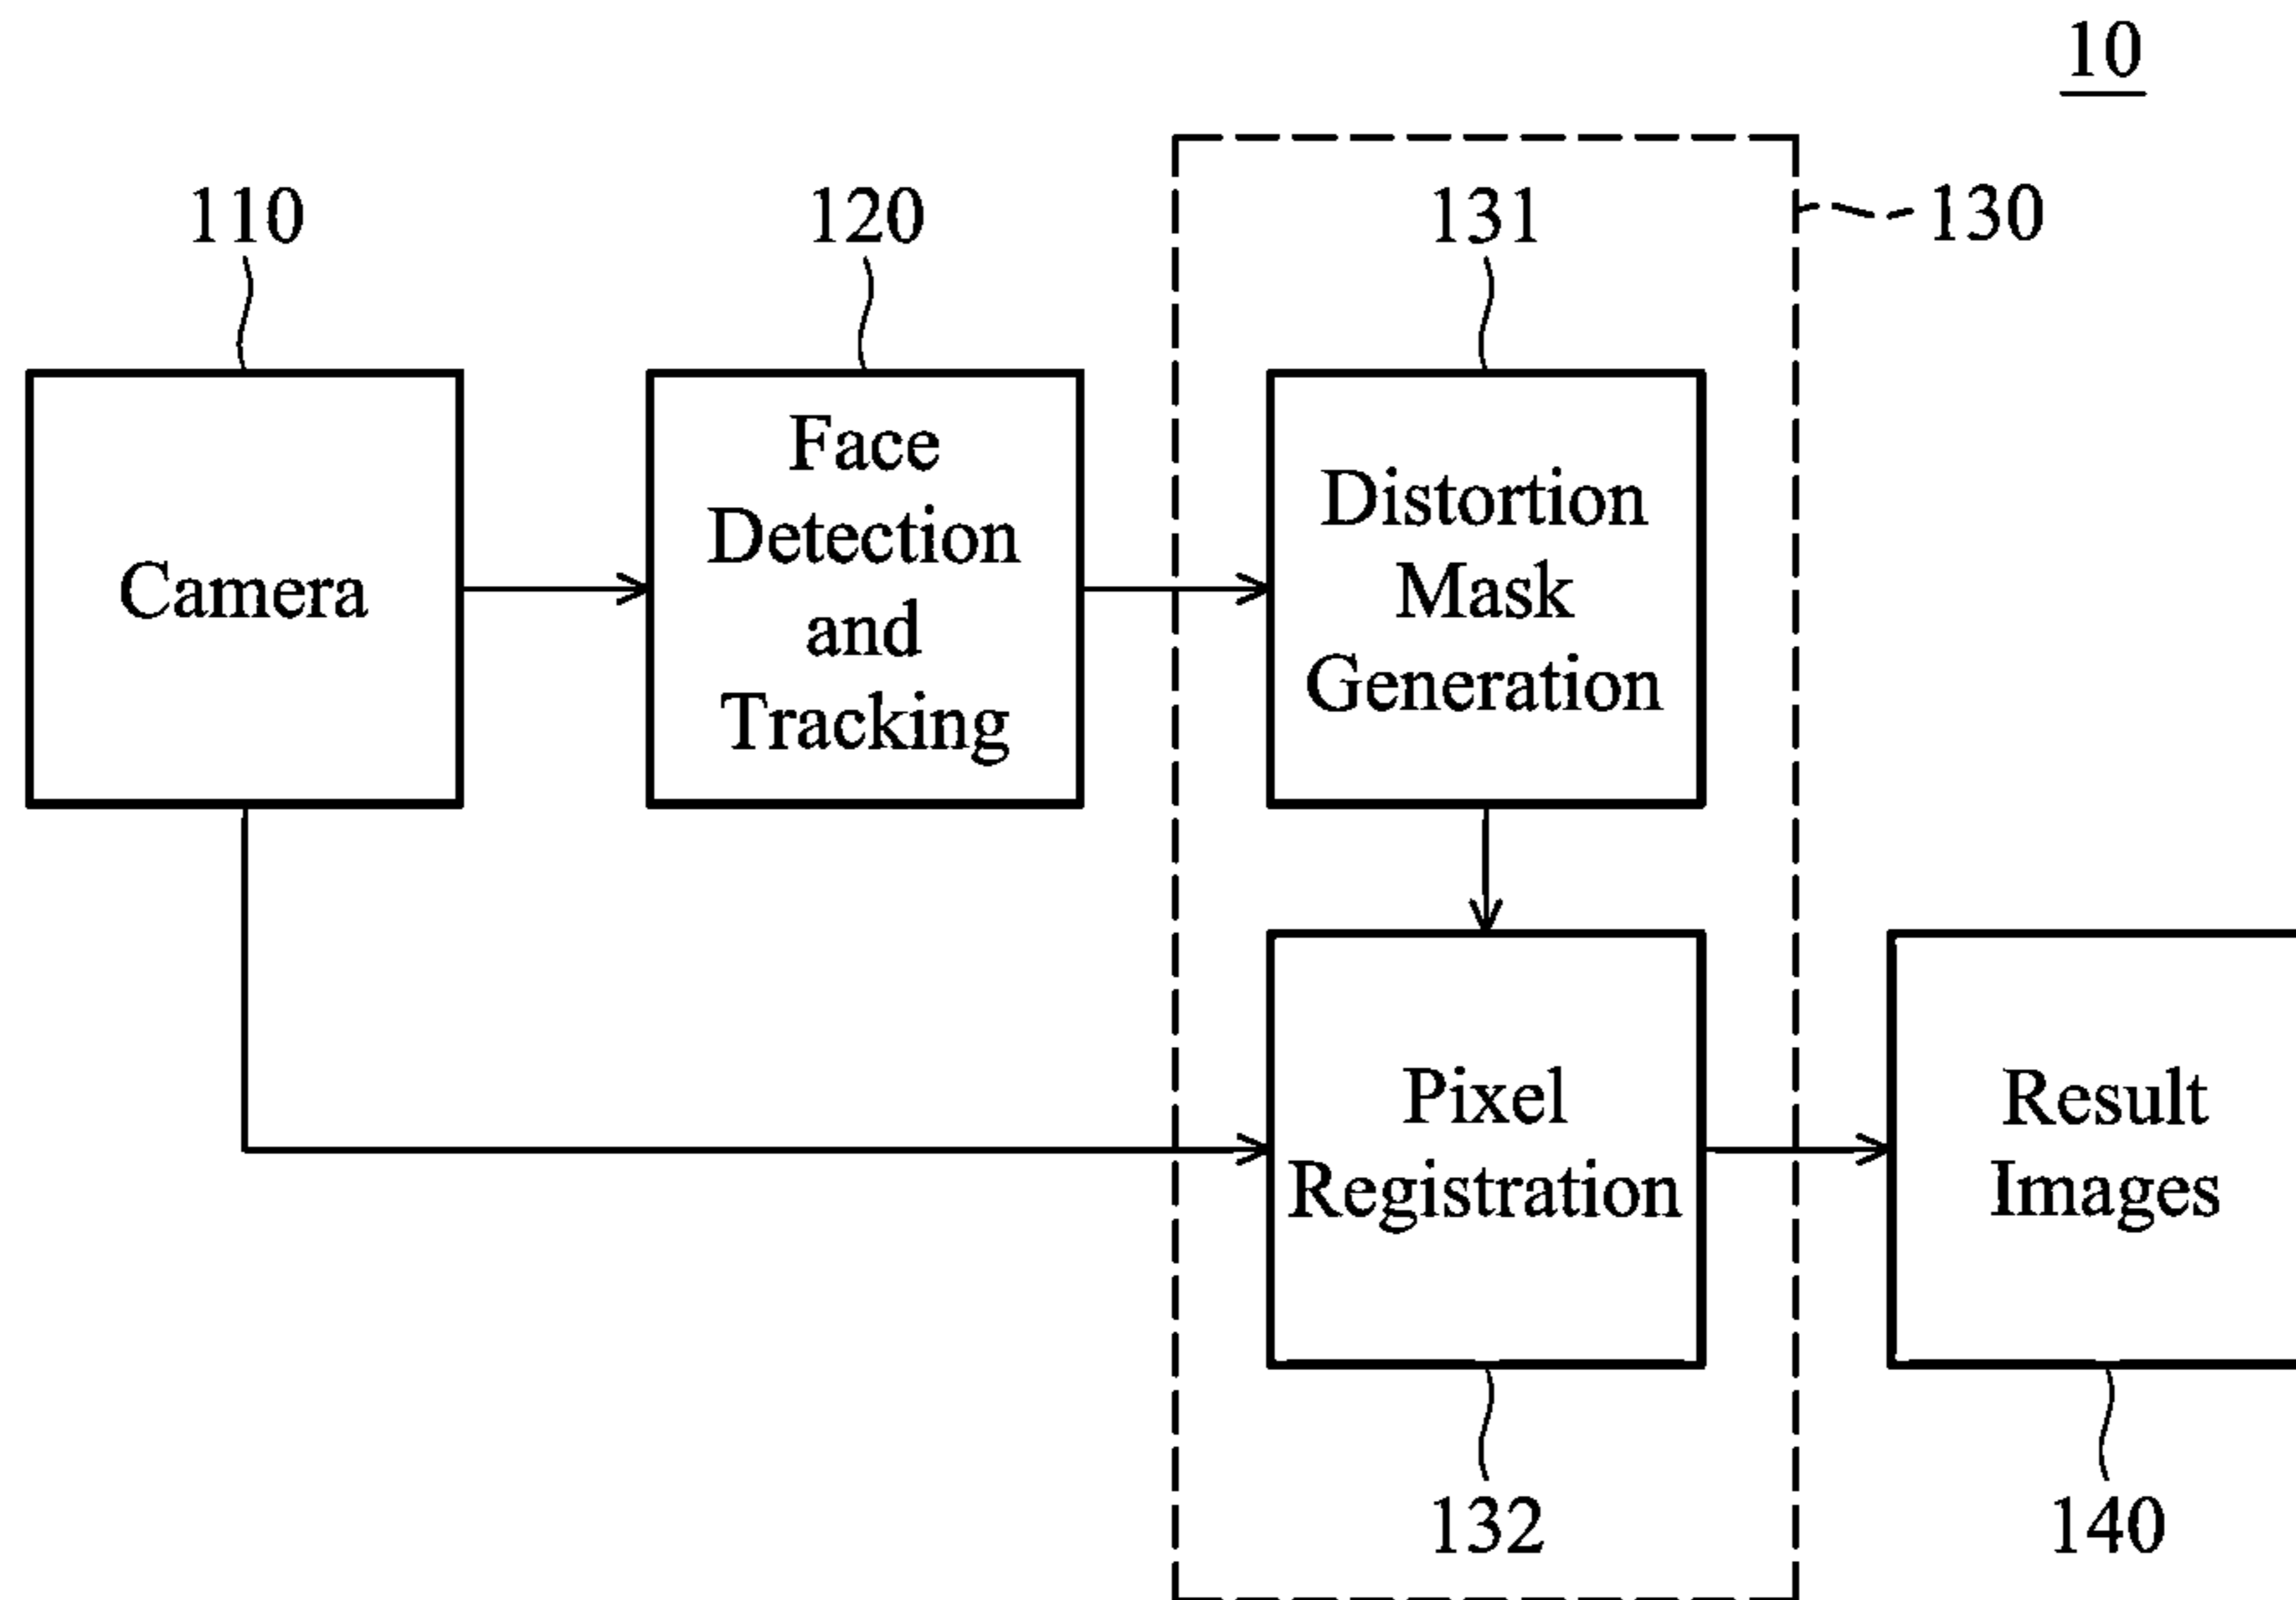 10
110
120
131
130
Camera
Face
Detection
and
Tracking
Distortion
Mask
Generation
Pixel
Registration
Result
Images
132
140